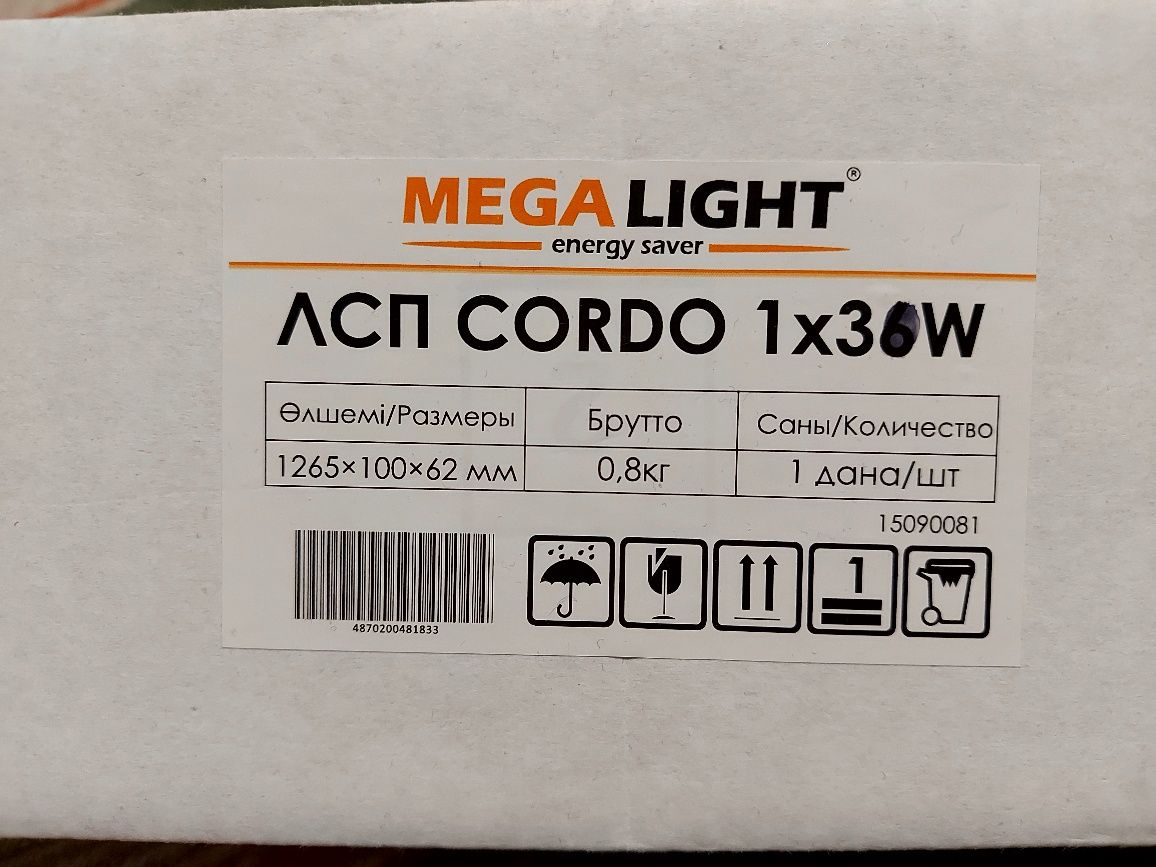 MEGALIGHT®
energy saver
ЛСП CORDO 1x36W
Өлшемі/Размеры Брутто Саны/Количество
1265×100×62 мм 0,8кг 1 дана/шт
15090081
1
4870200481833